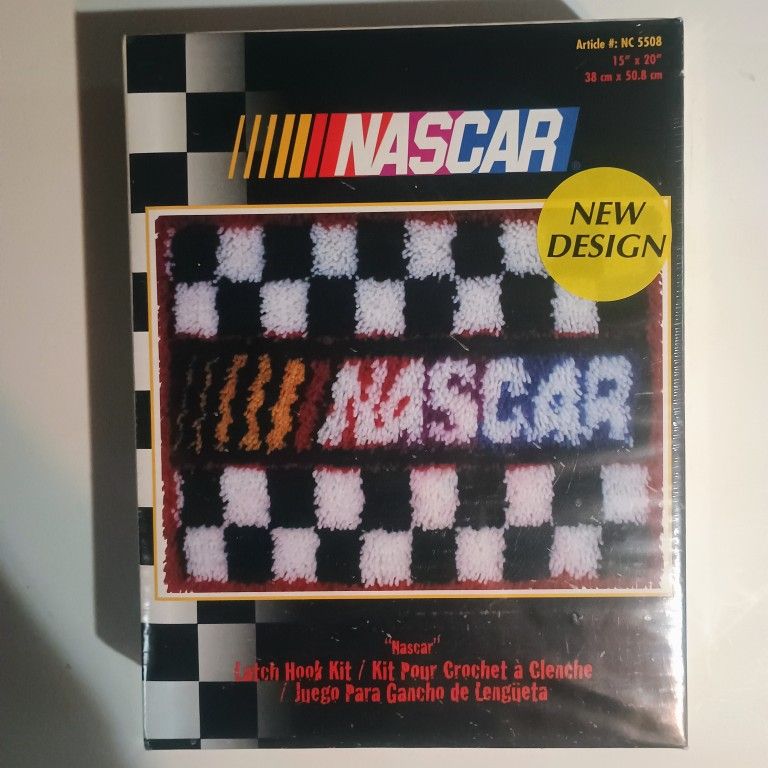 Article #: NC 5508
15" x 20"
38 cm x 50.8 cm
NASCAR
NEW
DESIGN
NASCAR
"Nascar"
Latch Hook Kit / Kit Pour Crochet à Clenche
/ Juego Para Gancho de Lengüeta